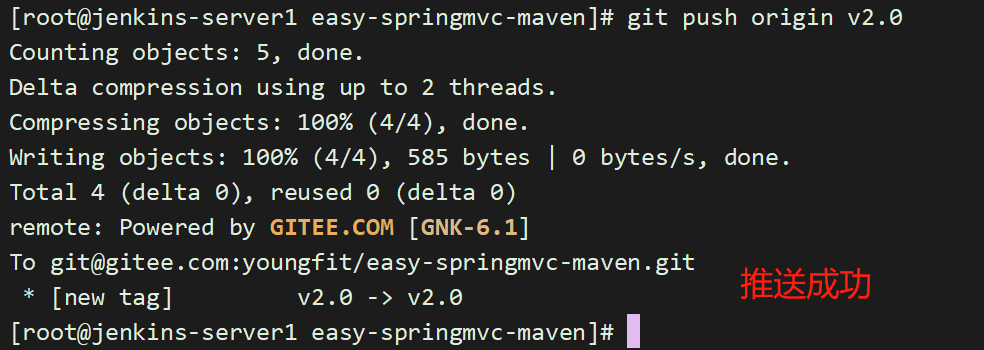 [root@jenkins-server1 easy-springmvc-maven]# git push origin v2.0
Counting objects: 5, done.
Delta compression using up to 2 threads.
Compressing objects: 100% (4/4), done.
Writing objects: 100% (4/4), 585 bytes | 0 bytes/s, done.
Total 4 (delta 0), reused 0 (delta 0)
remote: Powered by GITEE.COM [GNK-6.1]
To git@gitee.com:youngfit/easy-springmvc-maven.git
 * [new tag]         v2.0 -> v2.0
推送成功
[root@jenkins-server1 easy-springmvc-maven]#